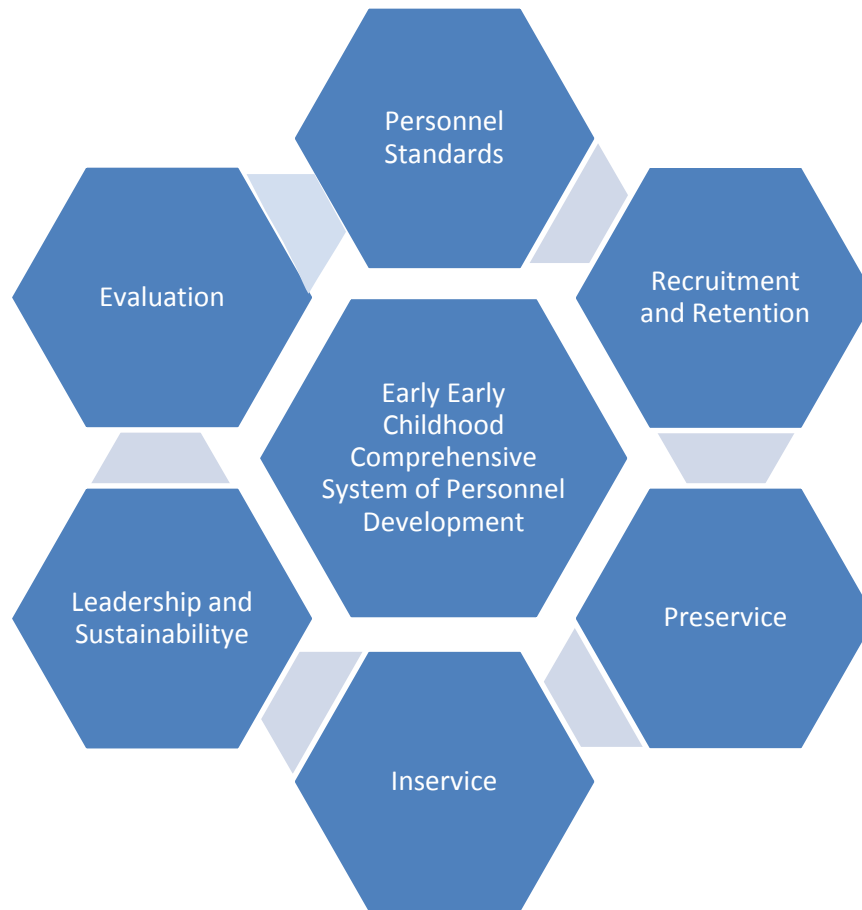 Personnel
Standards
Recruitment
and Retention
Evaluation
Early Early
Childhood
Comprehensive
System of Personnel
Development
Leadership and
Sustainabilitye
Preservice
Inservice